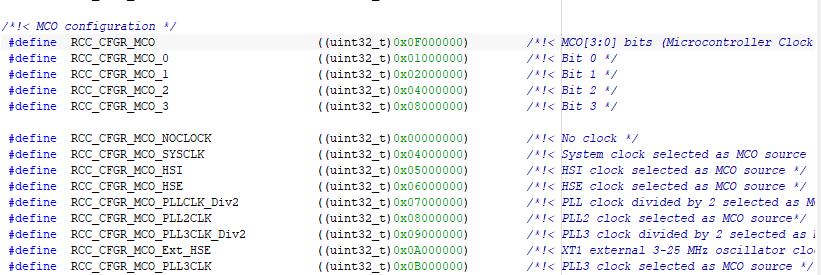 /*!< MCO configuration */
#define RCC_CFGR_MCO ((uint32_t)0x0F000000) /*!< MCO[3:0] bits (Microcontroller Clock
#define RCC_CFGR_MCO_0 ((uint32_t)0x01000000) /*!< Bit 0 */
#define RCC_CFGR_MCO_1 ((uint32_t)0x02000000) /*!< Bit 1 */
#define RCC_CFGR_MCO_2 ((uint32_t)0x04000000) /*!< Bit 2 */
#define RCC_CFGR_MCO_3 ((uint32_t)0x08000000) /*!< Bit 3 */
#define RCC_CFGR_MCO_NOCLOCK ((uint32_t)0x00000000) /*!< No clock */
#define RCC_CFGR_MCO_SYSCLK ((uint32_t)0x04000000) /*!< System clock selected as MCO source
#define RCC_CFGR_MCO_HSI ((uint32_t)0x05000000) /*!< HSI clock selected as MCO source */
#define RCC_CFGR_MCO_HSE ((uint32_t)0x06000000) /*!< HSE clock selected as MCO source */
#define RCC_CFGR_MCO_PLLCLK_Div2 ((uint32_t)0x07000000) /*!< PLL clock divided by 2 selected as
#define RCC_CFGR_MCO_PLL2CLK ((uint32_t)0x08000000) /*!< PLL2 clock selected as MCO source*/
#define RCC_CFGR_MCO_PLL3CLK_Div2 ((uint32_t)0x09000000) /*!< PLL3 clock divided by 2 selected as
#define RCC_CFGR_MCO_Ext_HSE ((uint32_t)0x0A000000) /*!< XT1 external 3-25 MHz oscillator clo
#define RCC_CFGR_MCO_PLL3CLK ((uint32_t)0x0B000000) /*!< PLL3 clock selected as MCO source */